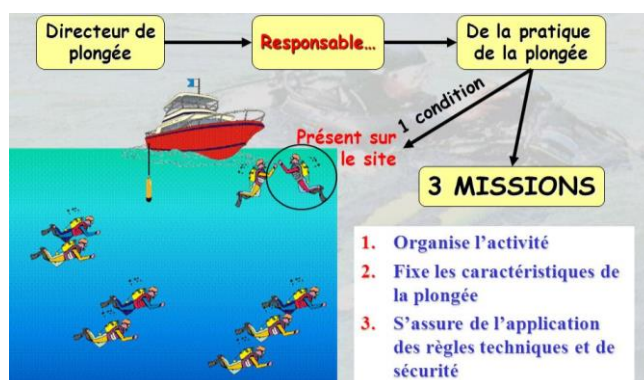 Directeur de
plongée
Responsable…
De la pratique
de la plongée
1 condition
Présent sur
le site
3 MISSIONS
1. Organise l’activité
2. Fixe les caractéristiques de
la plongée
3. S’assure de l’application
des règles techniques et de
sécurité